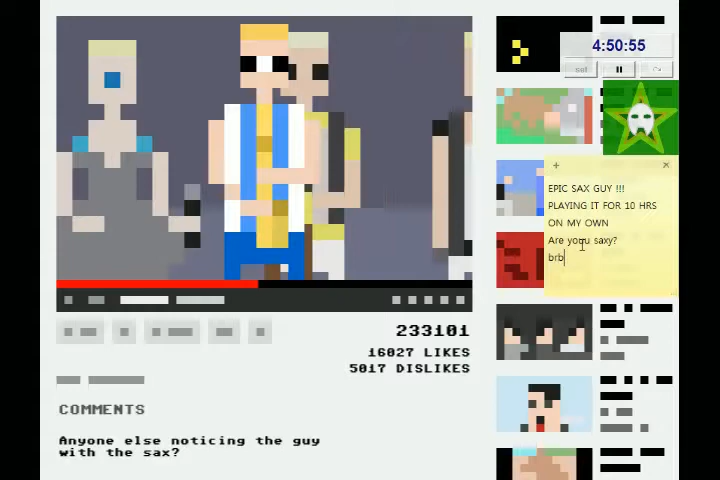 4:50:55
set
EPIC SAX GUY !!!
PLAYING IT FOR 10 HRS
ON MY OWN
Are you saxy?
brb
233101
16027 LIKES
5017 DISLIKES
COMMENTS
Anyone else noticing the guy
with the sax?